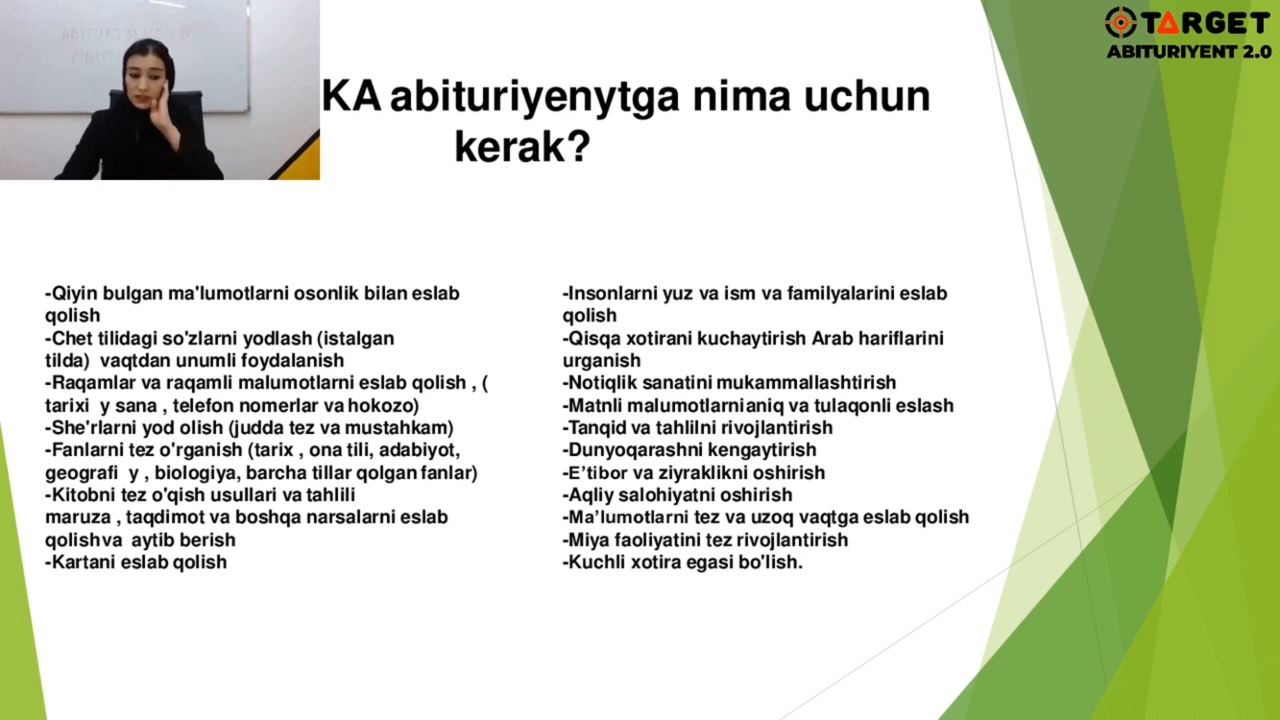 ABITURIYENT 2.0
TARGET
ABITURIYENT 2.0
KA abituriyenytga nima uchun
kerak?
-Qiyin bulgan ma'lumotlarni osonlik bilan eslab
qolish
-Chet tilidagi so'zlarni yodlash (istalgan
tilda) vaqtdan unumli foydalanish
-Raqamlar va raqamli malumotlarni eslab qolish , (
tarixi y sana , telefon nomerlar va hokozo)
-She'rlarni yod olish (judda tez va mustahkam)
-Fanlarni tez o'rganish (tarix , ona tili, adabiyot,
geografi y , biologiya, barcha tillar qolgan fanlar)
-Kitobni tez o'qish usullari va tahlili
maruza , taqdimot va boshqa narsalarni eslab
qolishva aytib berish
-Kartani eslab qolish
-Insonlarni yuz va ism va familyalarini eslab
qolish
-Qisqa xotirani kuchaytirish Arab hariflarini
urganish
-Notiqlik sanatini mukammallashtirish
-Matnli malumotlarnianiq va tulaqonli eslash
-Tanqid va tahlilni rivojlantirish
-Dunyoqarashni kengaytirish
-E’tibor va ziyraklikni oshirish
-Aqliy salohiyatni oshirish
-Ma’lumotlarni tez va uzoq vaqtga eslab qolish
-Miya faoliyatini tez rivojlantirish
-Kuchli xotira egasi bo'lish.